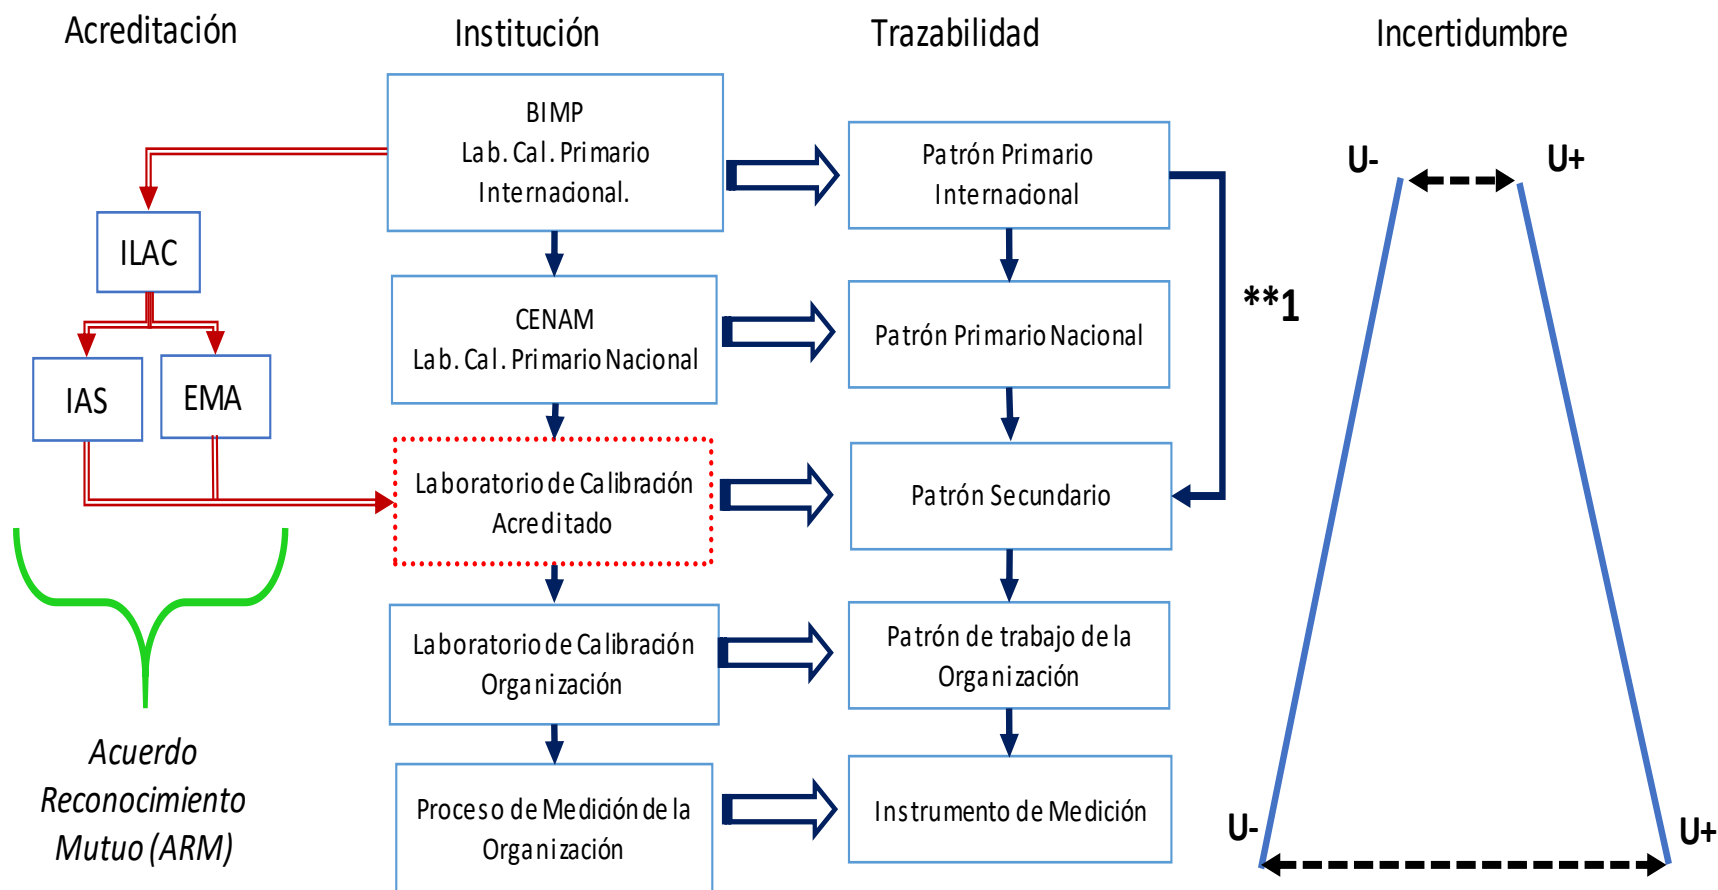 Acreditación
Institución
Trazabilidad
Incertidumbre
BIMP
Lab. Cal. Primario
Internacional.
Patrón Primario
Internacional
U-
U+
ILAC
CENAM
Lab. Cal. Primario Nacional
Patrón Primario Nacional
**1
IAS
EMA
Laboratorio de Calibración
Acreditado
Patrón Secundario
Laboratorio de Calibración
Organización
Patrón de trabajo de la
Organización
Acuerdo
Reconocimiento
Mutuo (ARM)
Proceso de Medición de la
Organización
Instrumento de Medición
U-
U+